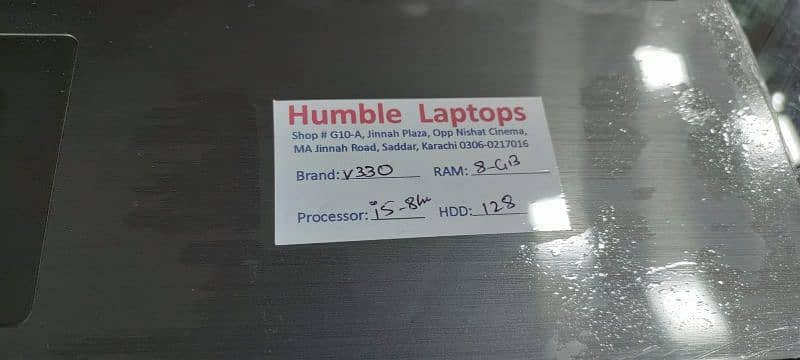 Humble Laptops
Shop # G10-A, Jinnah Plaza, Opp Nishat Cinema,
MA Jinnah Road, Saddar, Karachi 0306-0217016
Brand: V330 RAM: 8-GB
Processor: i5-8th HDD: 128